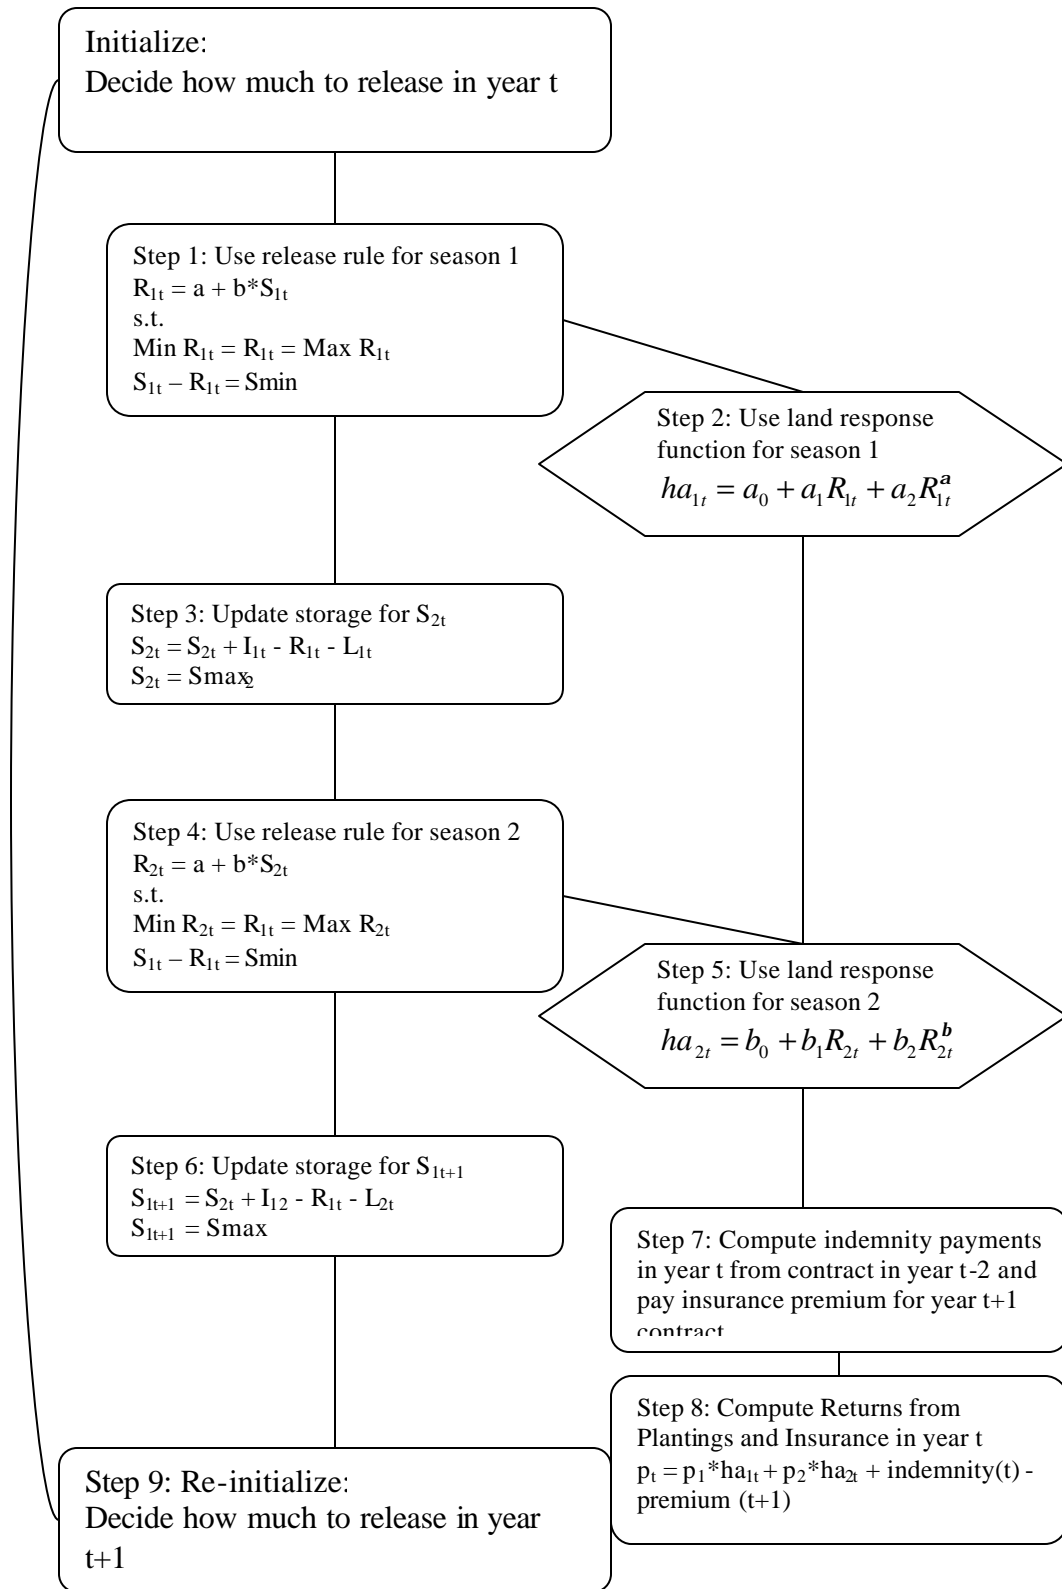 Initialize:
Decide how much to release in year t
Step 1: Use release rule for season 1
R1t = a + b*S1t
s.t.
Min R1t = R1t = Max R1t
S1t – R1t = Smin
Step 2: Use land response
function for season 1
ha1t = a0 + a1R1t + a2R1t^a
Step 3: Update storage for S2t
S2t = S2t + I1t - R1t - L1t
S2t = Smax2
Step 4: Use release rule for season 2
R2t = a + b*S2t
s.t.
Min R2t = R1t = Max R2t
S1t – R1t = Smin
Step 5: Use land response
function for season 2
ha2t = b0 + b1R2t + b2R2t^b
Step 6: Update storage for S1t+1
S1t+1 = S2t + I12 - R1t - L2t
S1t+1 = Smax
Step 7: Compute indemnity payments
in year t from contract in year t-2 and
pay insurance premium for year t+1
contract
Step 8: Compute Returns from
Plantings and Insurance in year t
pt = p1*ha1t + p2*ha2t + indemnity(t) -
premium (t+1)
Step 9: Re-initialize:
Decide how much to release in year
t+1